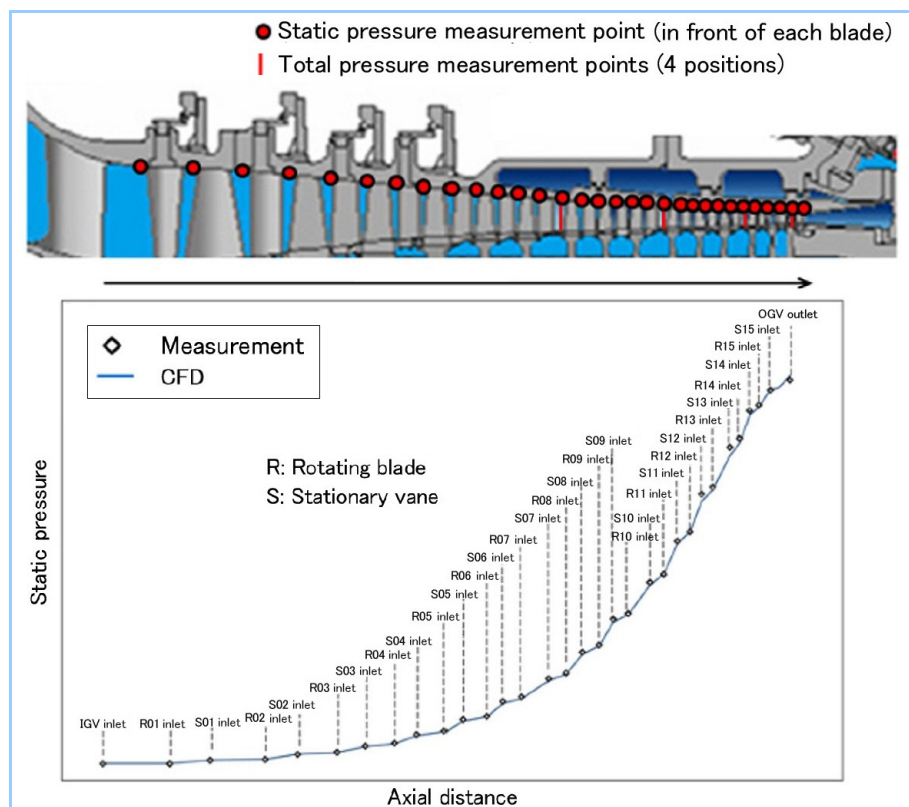 Static pressure measurement point (in front of each blade)
Total pressure measurement points (4 positions)
Measurement
CFD
R: Rotating blade
S: Stationary vane
Static pressure
Axial distance
IGV inlet
R01 inlet
S01 inlet
R02 inlet
S02 inlet
R03 inlet
S03 inlet
R04 inlet
S04 inlet
R05 inlet
S05 inlet
R06 inlet
S06 inlet
R07 inlet
S07 inlet
R08 inlet
S08 inlet
R09 inlet
S09 inlet
R10 inlet
S10 inlet
R11 inlet
S11 inlet
R12 inlet
S12 inlet
R13 inlet
S13 inlet
R14 inlet
S14 inlet
R15 inlet
S15 inlet
OGV outlet